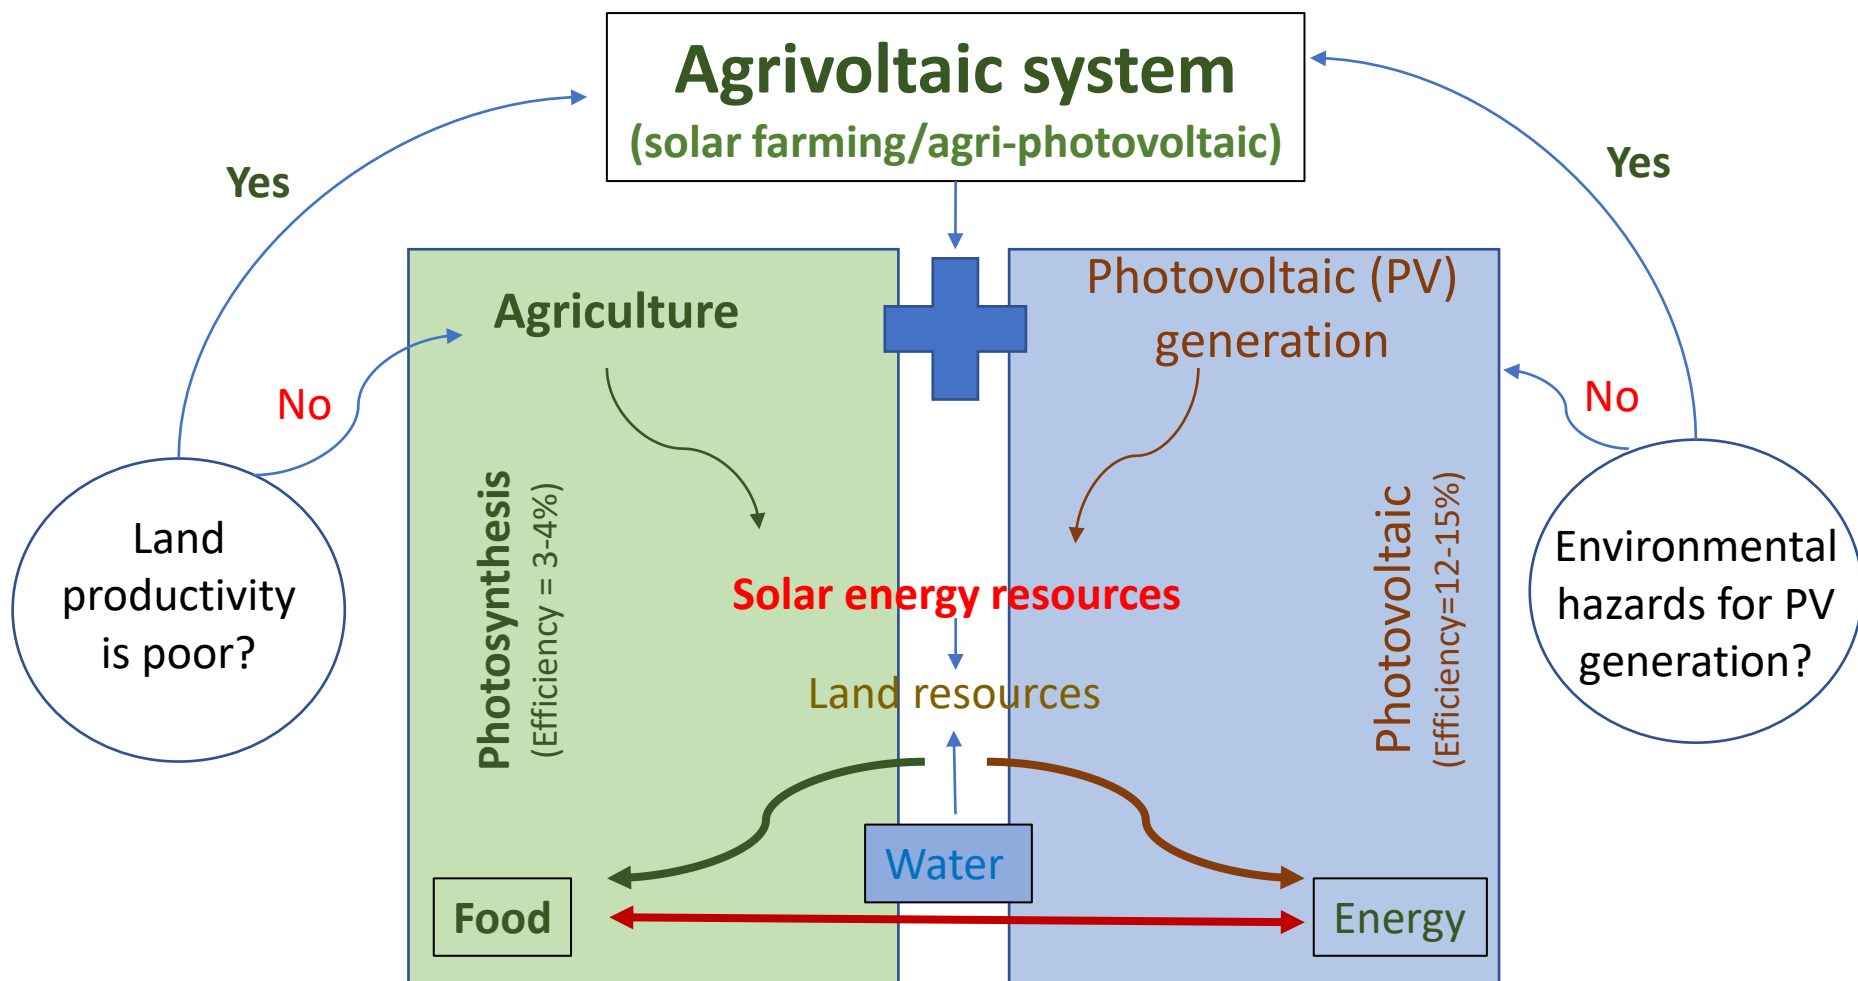 Agrivoltaic system
(solar farming/agri-photovoltaic)
Yes
Yes
Agriculture
Photovoltaic (PV)
generation
No
No
Land
productivity
is poor?
Photosynthesis
(Efficiency = 3-4%)
Solar energy resources
Land resources
Photovoltaic
(Efficiency=12-15%)
Environmental
hazards for PV
generation?
Water
Food
Energy